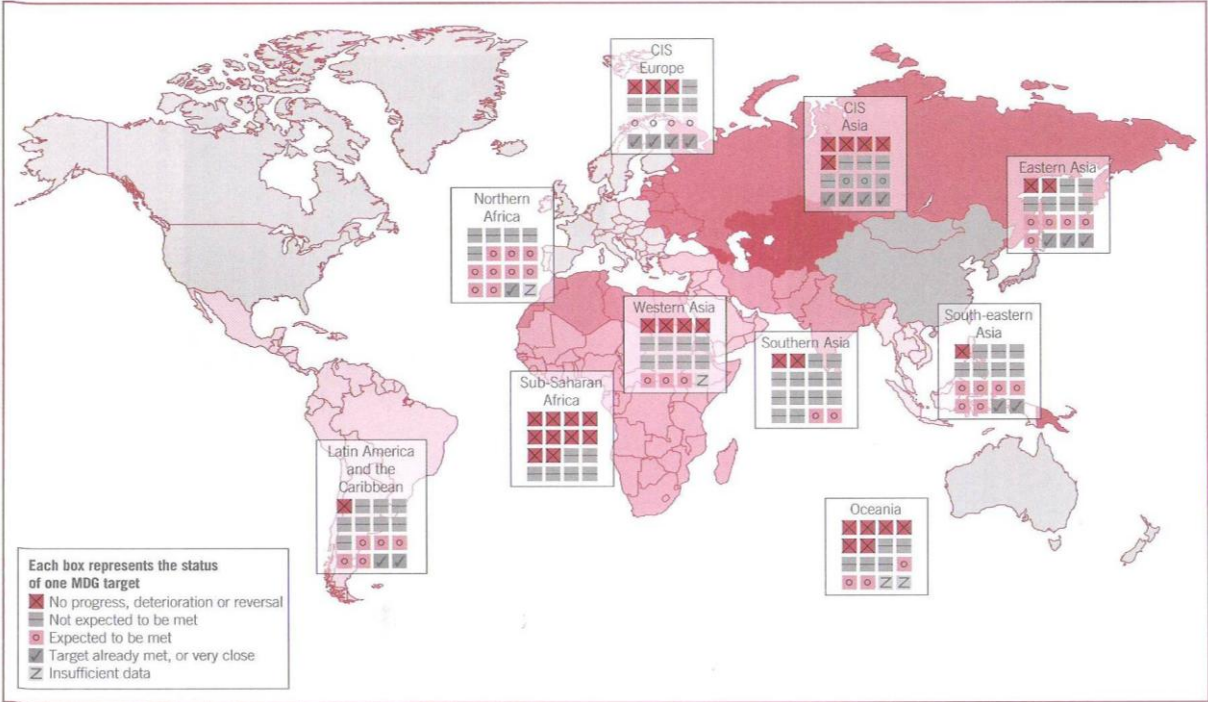 CIS
Europe
CIS
Asia
Eastern Asia
Northern
Africa
Western Asia
Southern Asia
South-eastern
Asia
Sub-Saharan
Africa
Latin America
and the
Caribbean
Oceania
Each box represents the status
of one MDG target
No progress, deterioration or reversal
Not expected to be met
Expected to be met
Target already met, or very close
Insufficient data